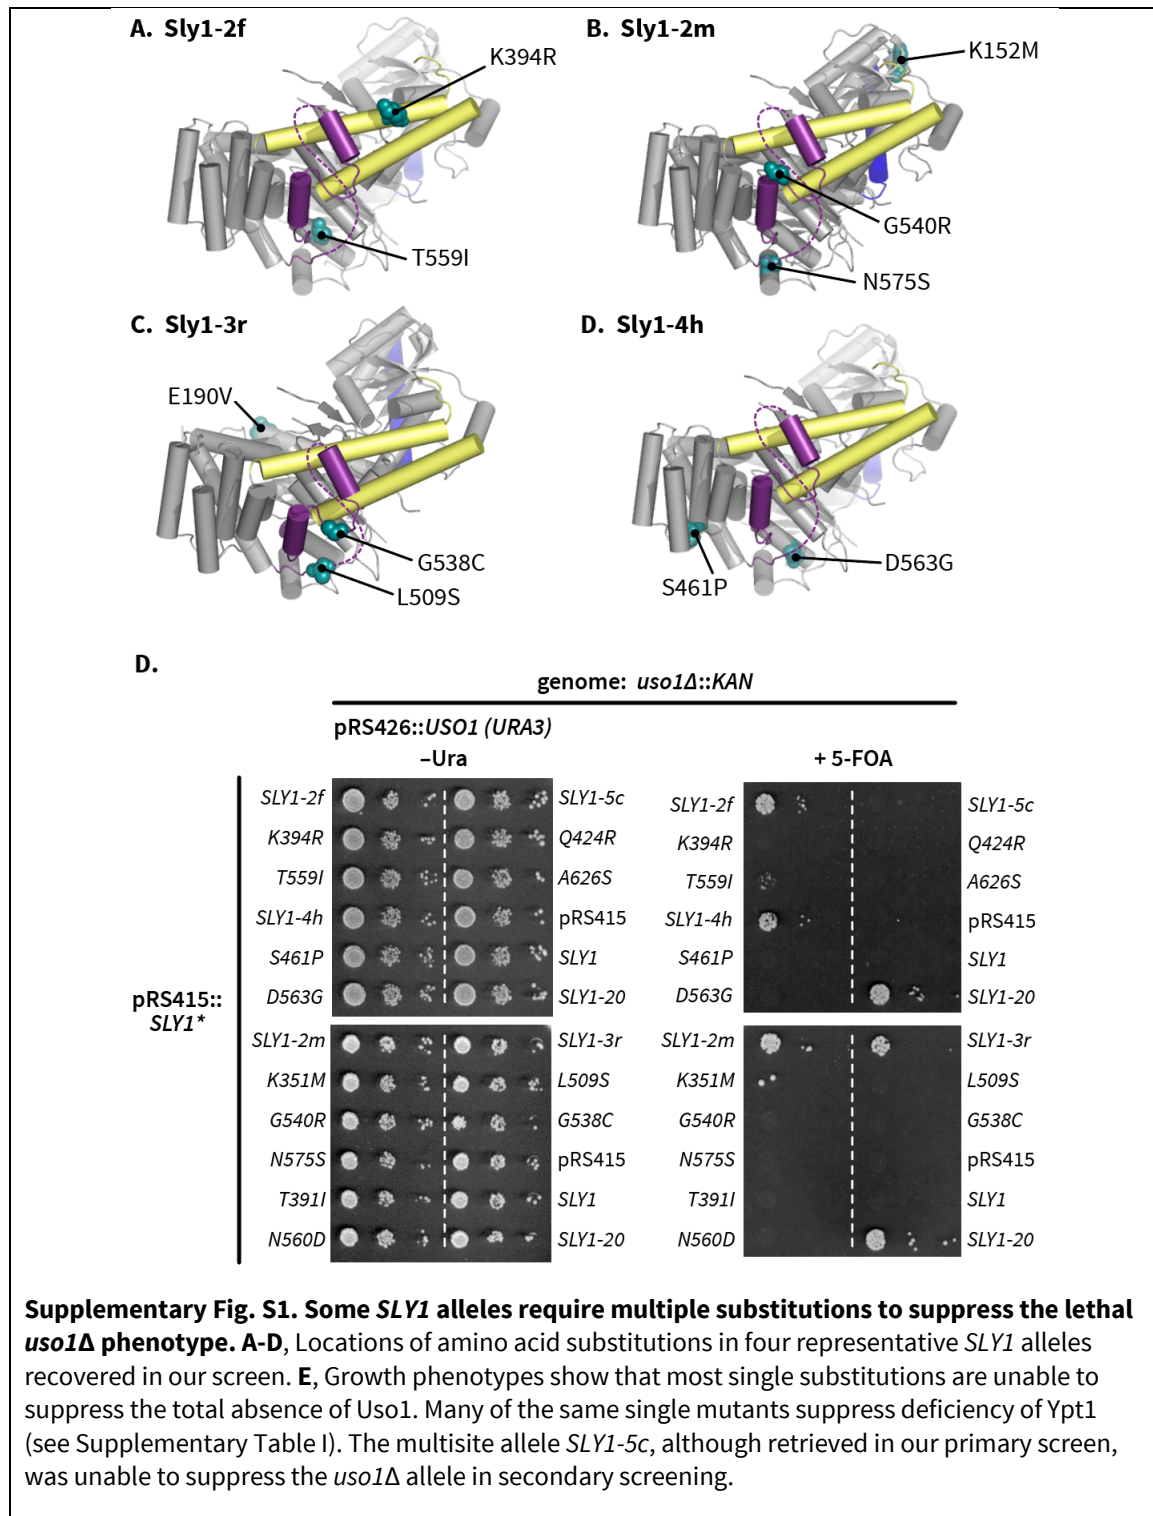 A. Sly1-2f
B. Sly1-2m
K394R
T559I
K152M
G540R
N575S
C. Sly1-3r
D. Sly1-4h
E190V
G538C
L509S
S461P
D563G
D.
genome: uso1Δ::KAN
pRS426::USO1 (URA3)
–Ura
+ 5-FOA
pRS415::
SLY1*
SLY1-2f
K394R
T559I
SLY1-4h
S461P
D563G
SLY1-5c
Q424R
A626S
pRS415
SLY1
SLY1-20
SLY1-2f
K394R
T559I
SLY1-4h
S461P
D563G
SLY1-5c
Q424R
A626S
pRS415
SLY1
SLY1-20
SLY1-2m
K351M
G540R
N575S
T391I
N560D
SLY1-3r
L509S
G538C
pRS415
SLY1
SLY1-20
SLY1-2m
K351M
G540R
N575S
T391I
N560D
SLY1-3r
L509S
G538C
pRS415
SLY1
SLY1-20
Supplementary Fig. S1. Some SLY1 alleles require multiple substitutions to suppress the lethal
uso1Δ phenotype. A-D, Locations of amino acid substitutions in four representative SLY1 alleles
recovered in our screen. E, Growth phenotypes show that most single substitutions are unable to
suppress the total absence of Uso1. Many of the same single mutants suppress deficiency of Ypt1
(see Supplementary Table I). The multisite allele SLY1-5c, although retrieved in our primary screen,
was unable to suppress the uso1Δ allele in secondary screening.